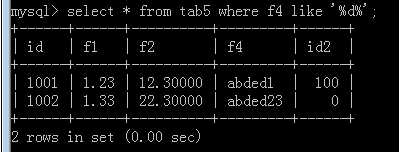 mysql> select * from tab5 where f4 like '%d%';
+------+------+----------+---------+------+
| id   | f1   | f2       | f4      | id2  |
+------+------+----------+---------+------+
| 1001 | 1.23 | 12.30000 | abded1  |  100 |
| 1002 | 1.33 | 22.30000 | abded23 |    0 |
+------+------+----------+---------+------+
2 rows in set (0.00 sec)